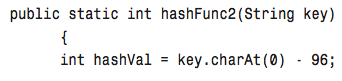 public static int hashFunc2(String key)
{
int hashVal = key.charAt(0) - 96;